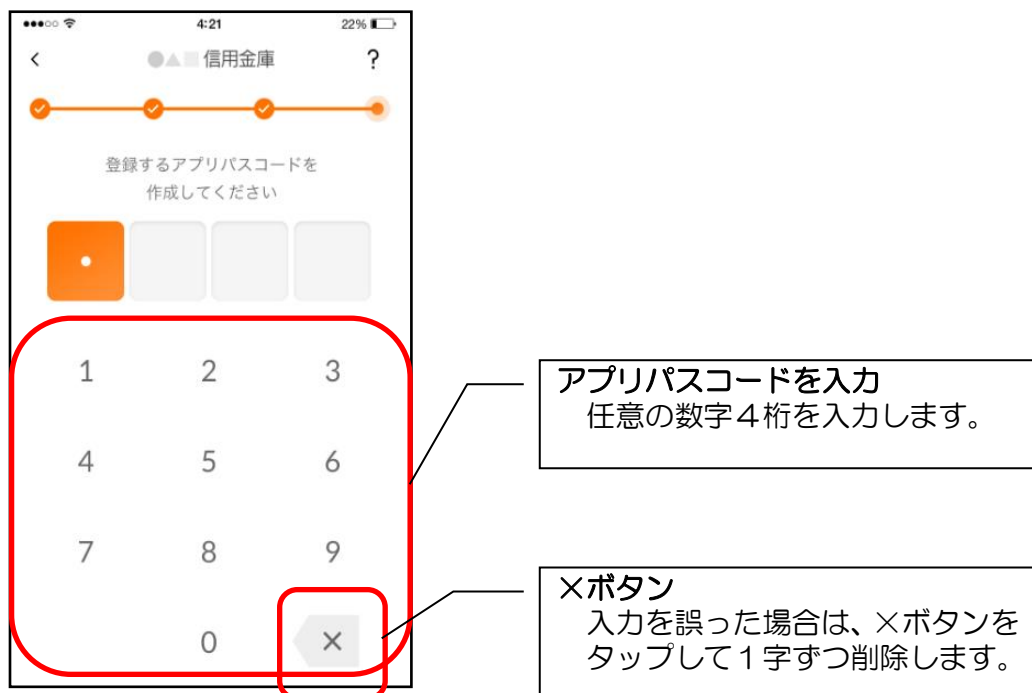 4:21
22%
●▲■ 信用金庫
?
登録するアプリパスコードを
作成してください
1 2 3
4 5 6
7 8 9
0 ×
アプリパスコードを入力
任意の数字４桁を入力します。
×ボタン
入力を誤った場合は、×ボタンを
タップして１字ずつ削除します。